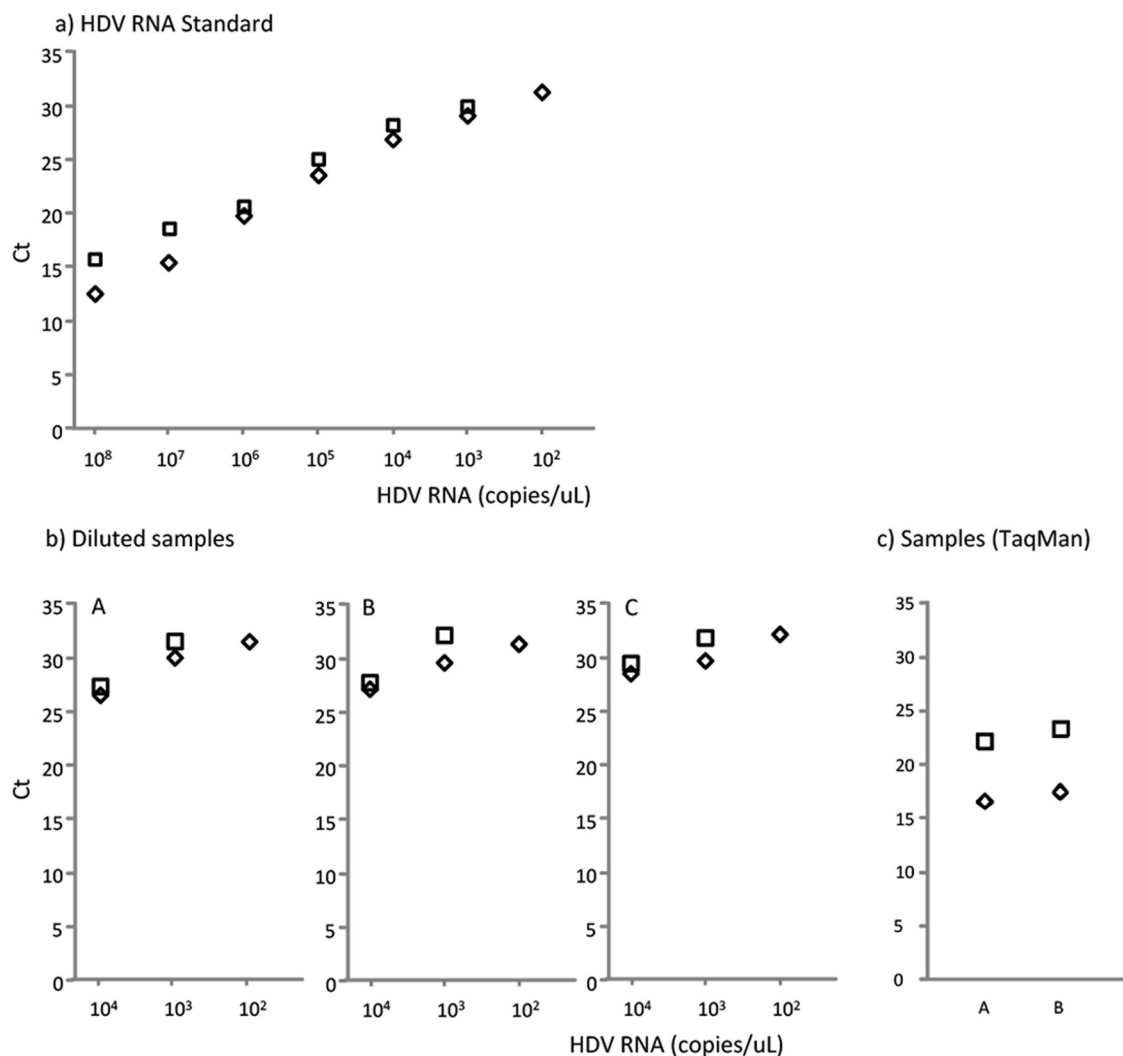 a) HDV RNA Standard
35
30
25
20
15
10
5
0
Ct
10⁸ 10⁷ 10⁶ 10⁵ 10⁴ 10³ 10²
HDV RNA (copies/uL)
b) Diluted samples
c) Samples (TaqMan)
A
35
30
25
20
15
10
5
0
Ct
10⁴ 10³ 10²
B
35
30
25
20
15
10
5
0
10⁴ 10³ 10²
C
35
30
25
20
15
10
5
0
10⁴ 10³ 10²
HDV RNA (copies/uL)
35
30
25
20
15
10
5
0
A B